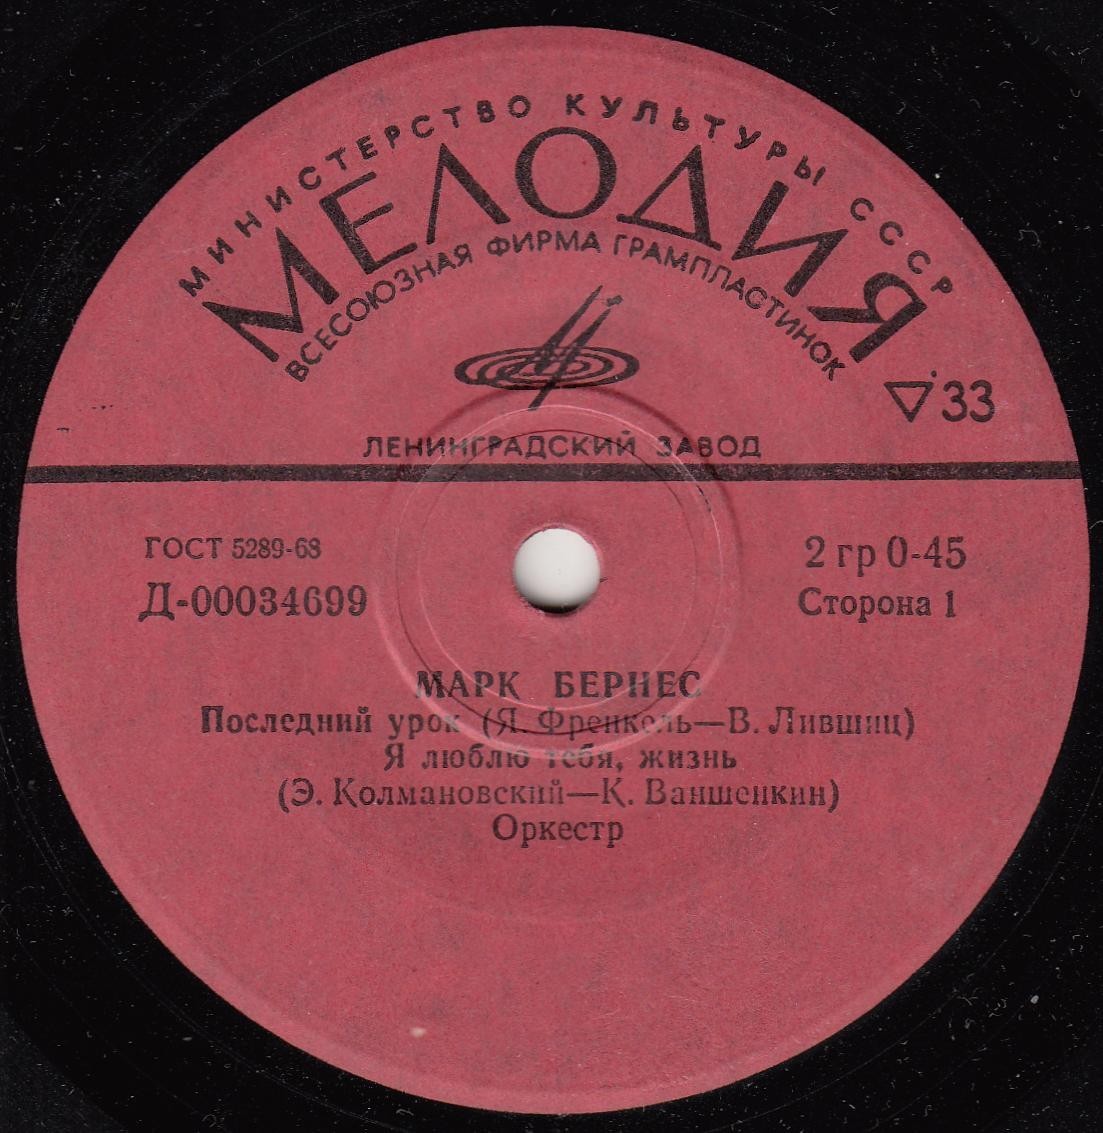 МИНИСТЕРСТВО КУЛЬТУРЫ СССР
МЕЛОДИЯ
ВСЕСОЮЗНАЯ ФИРМА ГРАМПЛАСТИНОК
33
ЛЕНИНГРАДСКИЙ ЗАВОД
ГОСТ 5289-68
2 гр 0-45
Д-00034699
Сторона 1
МАРК БЕРНЕС
Последний урок (Я. Френкель—В. Лившиц)
Я люблю тебя, жизнь
(Э. Колмановский—К. Ваншенкин)
Оркестр